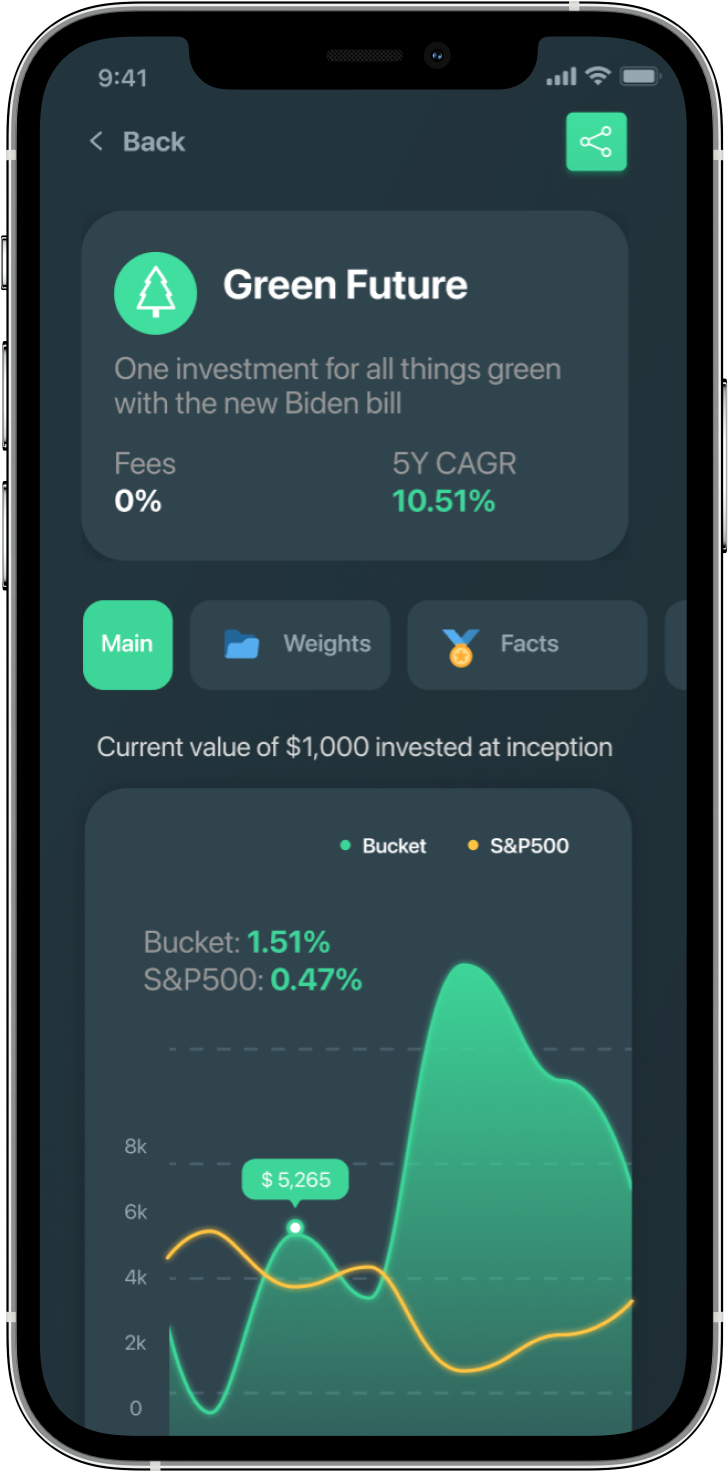 9:41
Back
Green Future
One investment for all things green
with the new Biden bill
Fees
5Y CAGR
0%
10.51%
Main
Weights
Facts
Current value of $1,000 invested at inception
Bucket
S&P500
Bucket: 1.51%
S&P500: 0.47%
8k
$ 5,265
6k
4k
2k
0